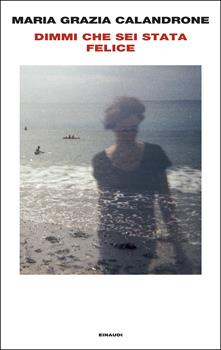 MARIA GRAZIA CALANDRONE
DIMMI CHE SEI STATA
FELICE
EINAUDI